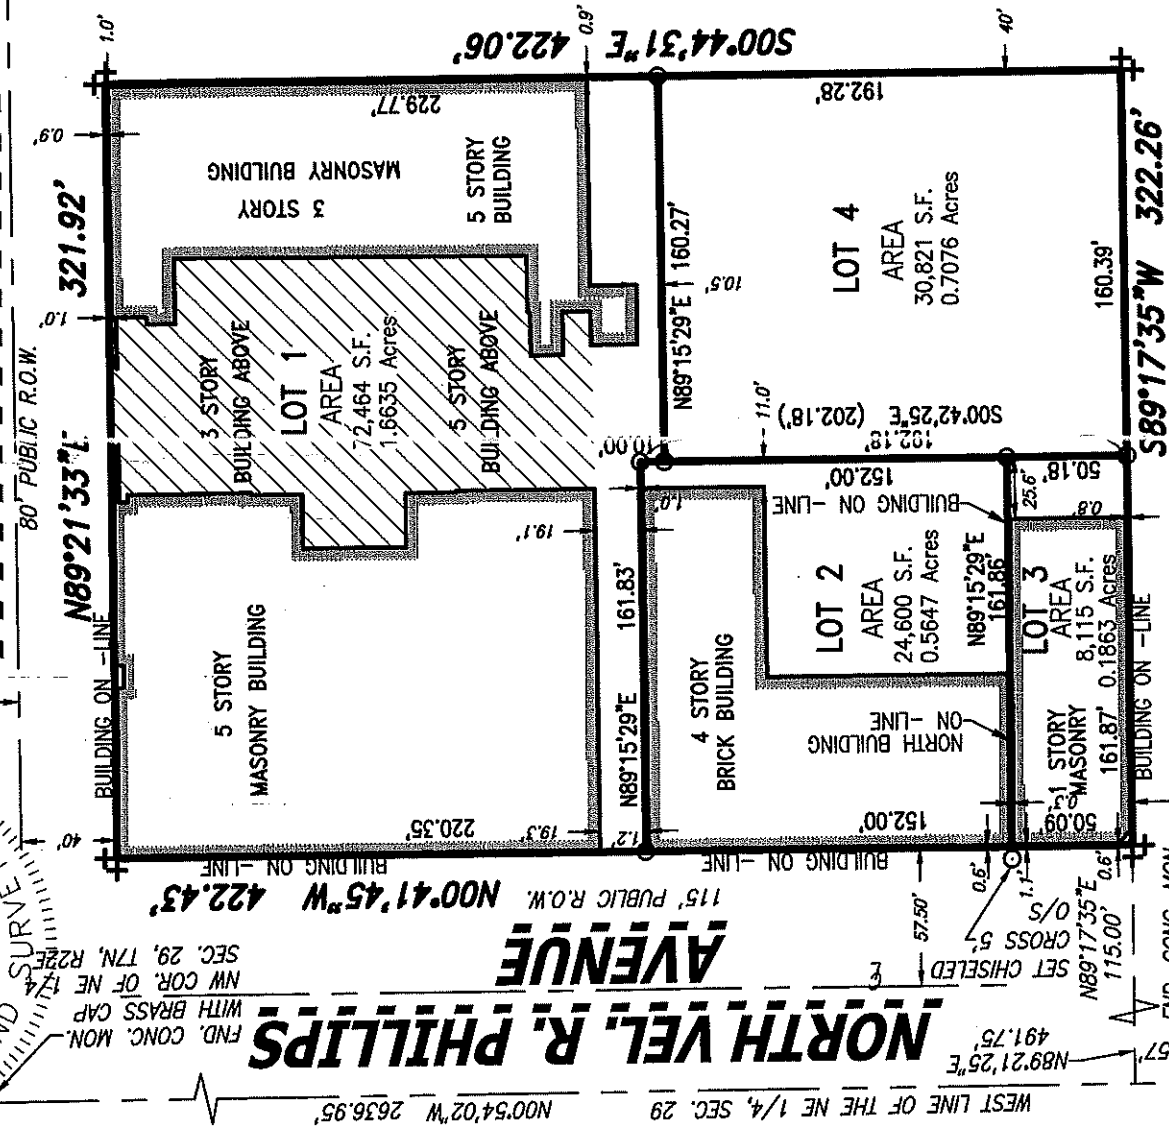 1.0'
0.9'
S00°44'31"E 422.06'
40'
0.9'
321.92'
1.0'
80' PUBLIC R.O.W.
N89°21'33"E
BUILDING ON-LINE
40'
229.77'
3 STORY
MASONRY BUILDING
5 STORY
BUILDING
192.28'
LOT 4
AREA
30,821 S.F.
0.7076 Acres
160.39'
S89°17'35"W 322.26'
N89°15'29"E 160.27'
10.5'
3 STORY
BUILDING ABOVE
LOT 1
AREA
72,464 S.F.
1.6635 Acres
5 STORY
BUILDING ABOVE
11.0'
S00°42'25"E (202.18')
192.18'
10.00'
152.00'
50.18'
25.6'
0.8'
BUILDING ON-LINE
1.0'
19.1'
161.83'
N89°15'29"E
5 STORY
MASONRY BUILDING
220.35'
19.3'
1.2'
LOT 2
AREA
24,600 S.F.
0.5647 Acres
N89°15'29"E
161.86'
4 STORY
BRICK BUILDING
NORTH BUILDING
ON-LINE
152.00'
LOT 3
AREA
8,115 S.F.
0.1863 Acres
161.87'
1 STORY
MASONRY
0.3'
50.09'
BUILDING ON-LINE
BUILDING ON-LINE
BUILDING ON-LINE
0.6'
1.1'
0.6'
N00°41'45"W 422.43'
115' PUBLIC R.O.W.
57.50'
SET CHISELED
CROSS 5'
O/S
N89°17'35"E
115.00'
NORTH VEL. R. PHILLIPS
AVENUE
FND. CONC. MON.
WITH BRASS CAP
NW COR. OF NE 1/4
SEC. 29, T7N, R22E
N89°21'25"E
491.75'
57'
WEST LINE OF THE NE 1/4, SEC. 29
N00°54'02"W 2636.95'
SURVE
FND. CONC. MON.